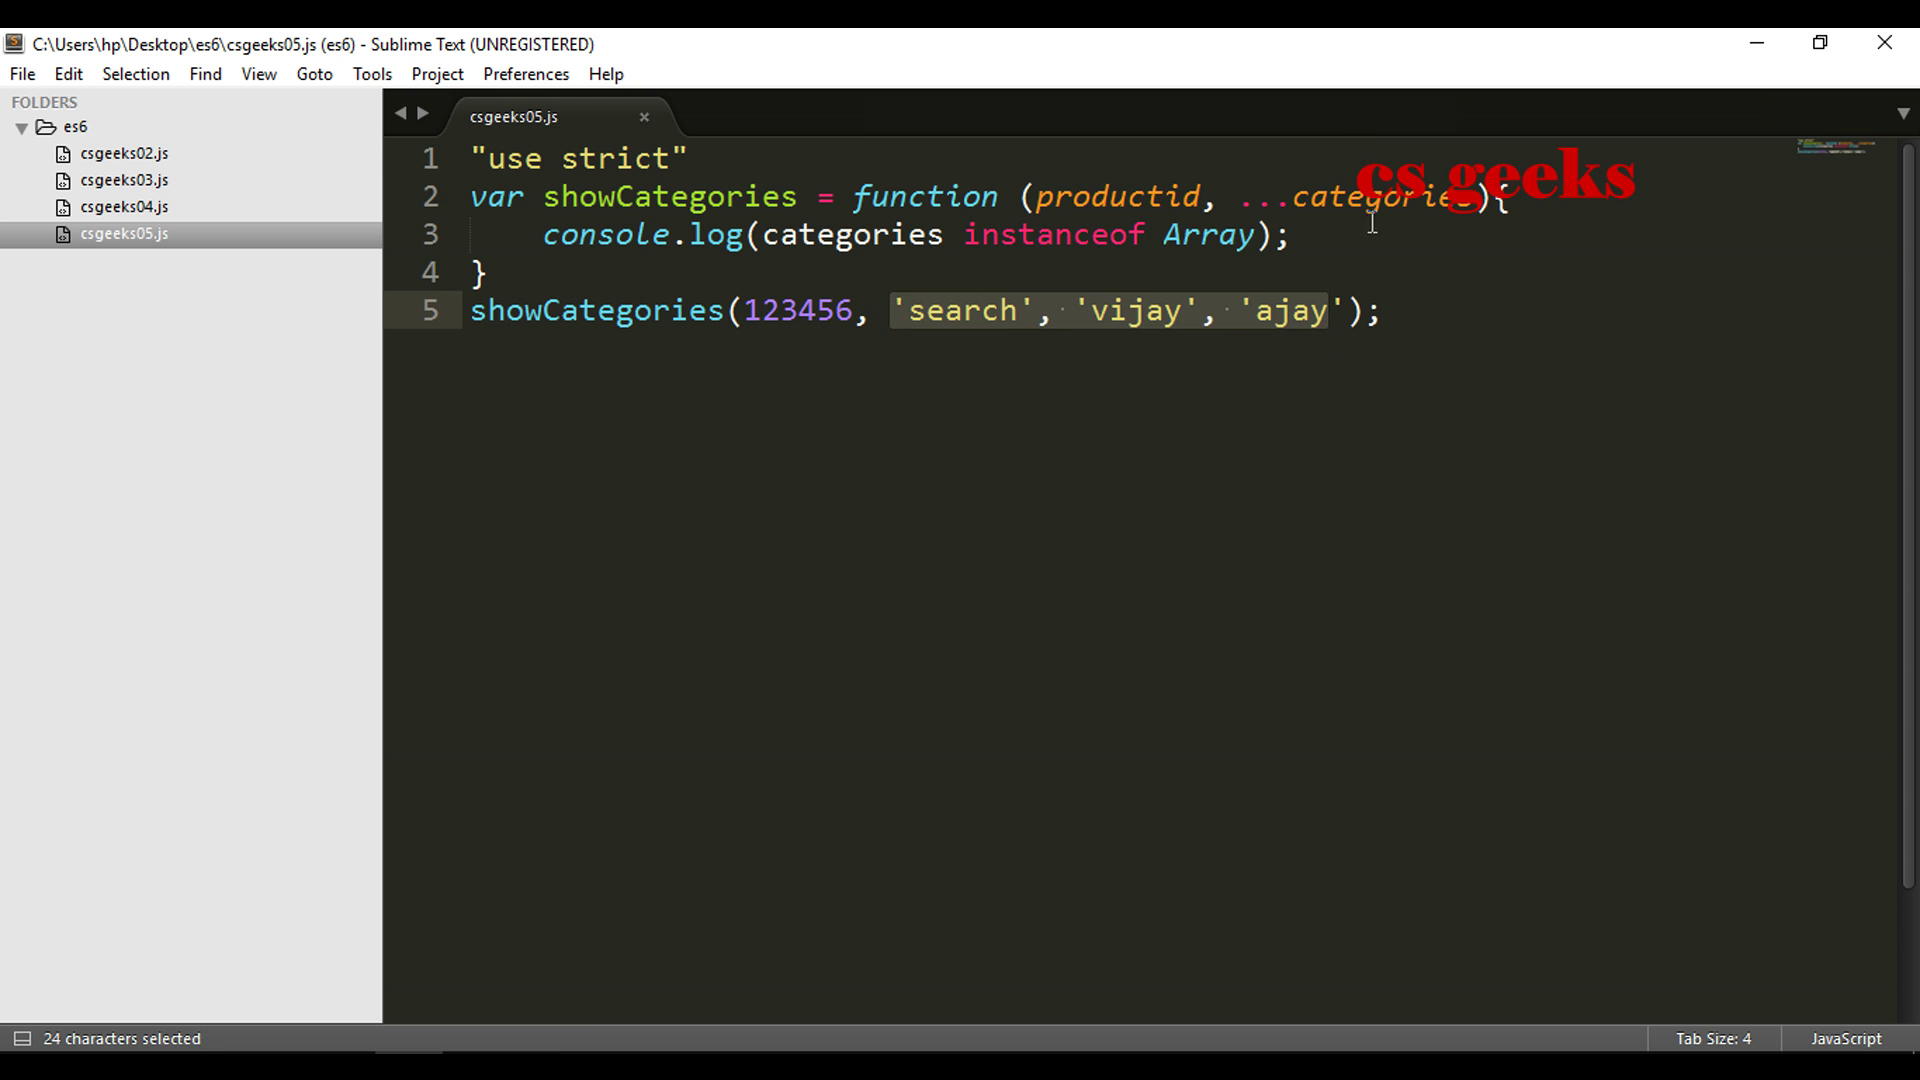 C:\Users\hp\Desktop\es6\csgeeks05.js (es6) - Sublime Text (UNREGISTERED)
File Edit Selection Find View Goto Tools Project Preferences Help
FOLDERS
es6
csgeeks02.js
csgeeks03.js
csgeeks04.js
csgeeks05.js
csgeeks05.js
cs geeks
1 "use strict"
2 var showCategories = function (productid, ...categories){
3 console.log(categories instanceof Array);
4 }
5 showCategories(123456, 'search', 'vijay', 'ajay');
24 characters selected
Tab Size: 4
JavaScript